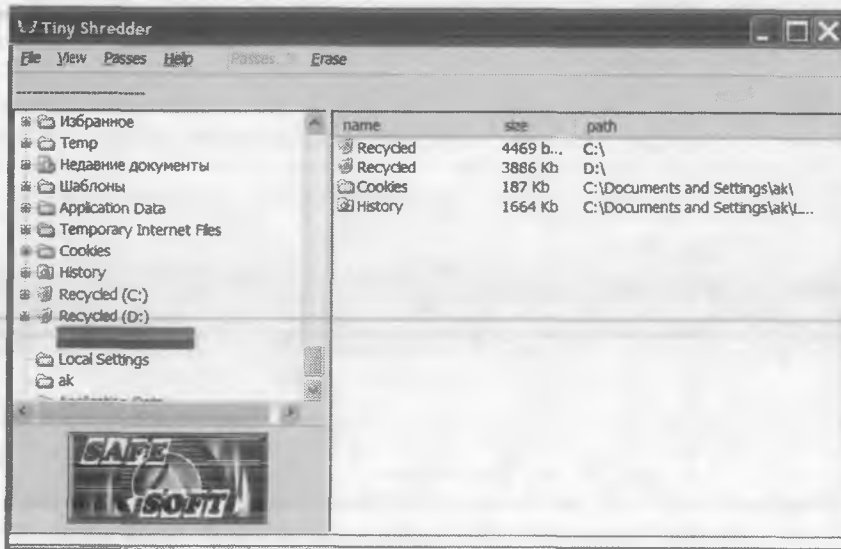 Tiny Shredder
File View Passes Help Passes Erase
Избранное
Temp
Недавние документы
Шаблоны
Application Data
Temporary Internet Files
Cookies
History
Recycled (C:)
Recycled (D:)
Local Settings
ak
Application Data
SAFE
SOFT
name size path
Recycled 4469 b... C:\
Recycled 3886 Kb D:\
Cookies 187 Kb C:\Documents and Settings\ak\
History 1664 Kb C:\Documents and Settings\ak\L...